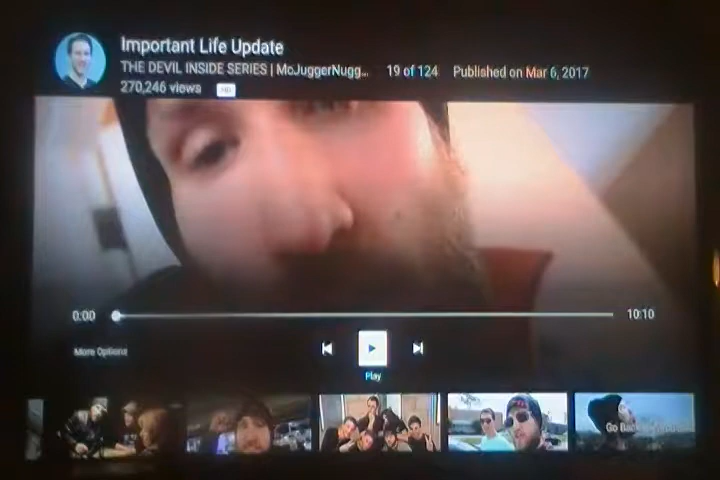 Important Life Update
THE DEVIL INSIDE SERIES | McJuggerNugg... 19 of 124 Published on Mar 6, 2017
270,246 views HD
0:00 10:10
More Options
Play
Go Back